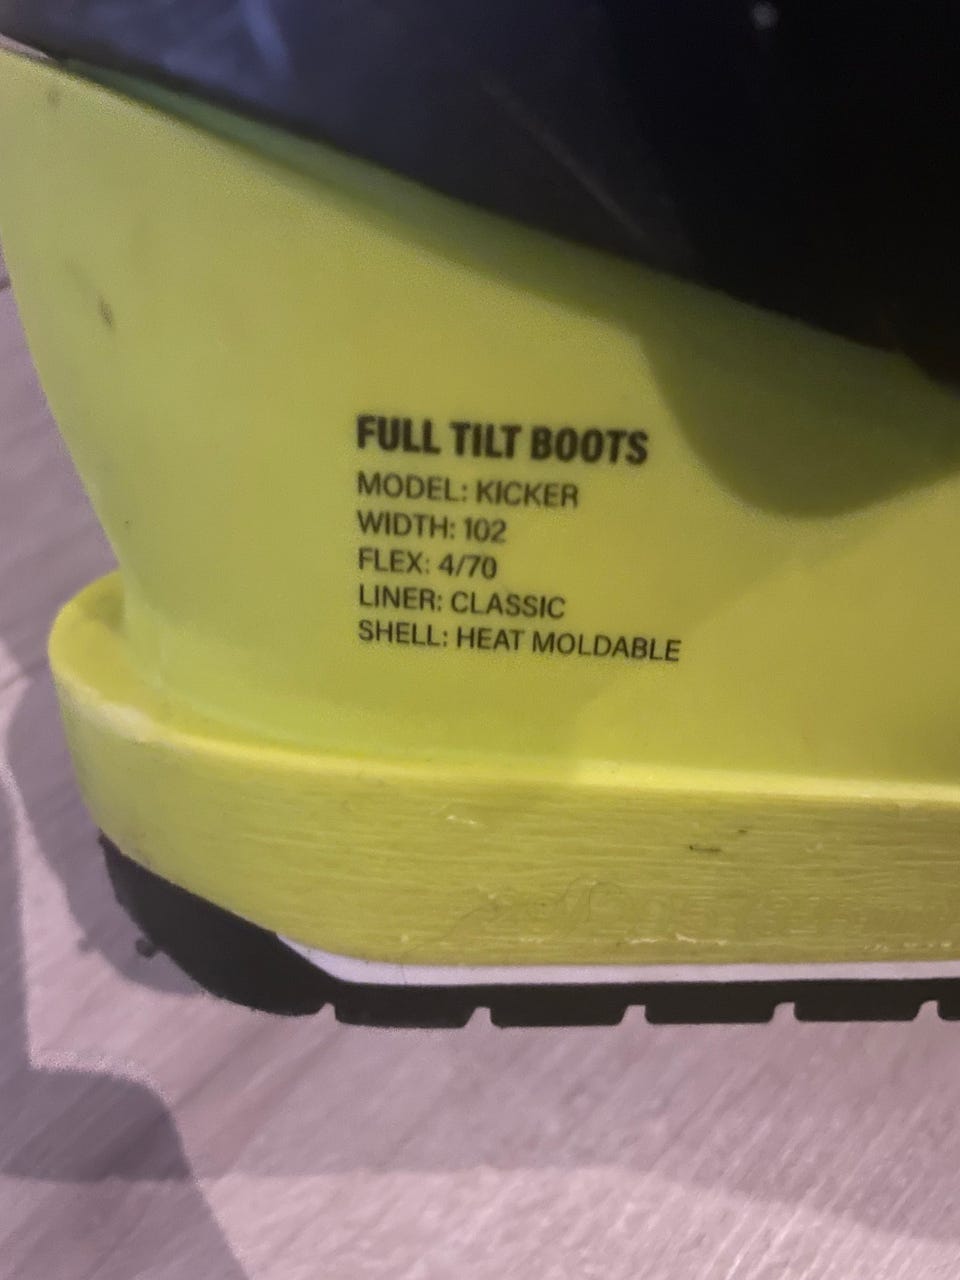 FULL TILT BOOTS
MODEL: KICKER
WIDTH: 102
FLEX: 4/70
LINER: CLASSIC
SHELL: HEAT MOLDABLE